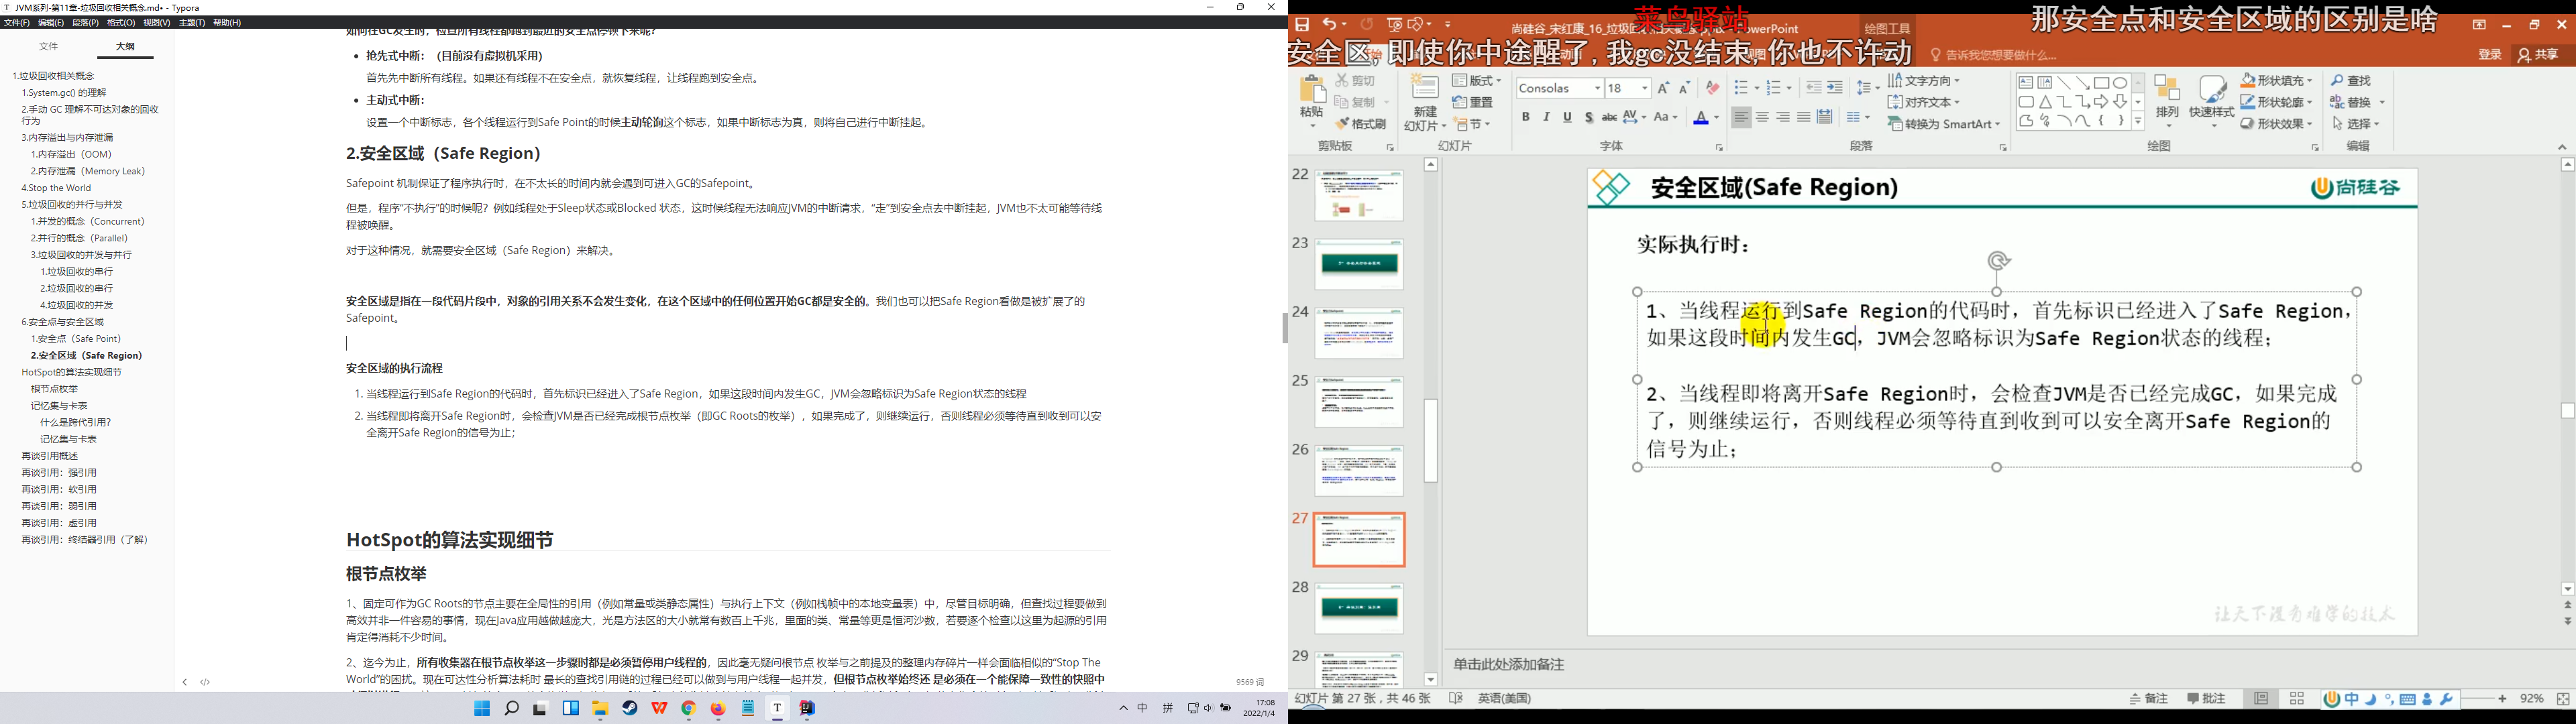 JVM系列-第11章-垃圾回收相关概念.md• - Typora
文件(F) 编辑(E) 段落(P) 格式(O) 视图(V) 主题(T) 帮助(H)
文件 大纲
1.垃圾回收相关概念
1.System.gc() 的理解
2.手动 GC 理解不可达对象的回收
行为
3.内存溢出与内存泄漏
1.内存溢出（OOM）
2.内存泄漏（Memory Leak）
4.Stop the World
5.垃圾回收的并行与并发
1.并发的概念（Concurrent）
2.并行的概念（Parallel）
3.垃圾回收的并发与并行
1.垃圾回收的串行
2.垃圾回收的串行
4.垃圾回收的并发
6.安全点与安全区域
1.安全点（Safe Point）
2.安全区域（Safe Region）
HotSpot的算法实现细节
根节点枚举
记忆集与卡表
什么是跨代引用?
记忆集与卡表
再谈引用概述
再谈引用：强引用
再谈引用：软引用
再谈引用：弱引用
再谈引用：虚引用
再谈引用：终结器引用（了解）
如何在GC发生时，检查所有线程都跑到最近的安全点停顿下来呢？
抢先式中断：（目前没有虚拟机采用）
首先先中断所有线程。如果还有线程不在安全点，就恢复线程，让线程跑到安全点。
主动式中断：
设置一个中断标志，各个线程运行到Safe Point的时候主动轮询这个标志，如果中断标志为真，则将自己进行中断挂起。
2.安全区域（Safe Region）
Safepoint 机制保证了程序执行时，在不太长的时间内就会遇到可进入GC的Safepoint。
但是，程序“不执行”的时候呢？例如线程处于Sleep状态或Blocked 状态，这时候线程无法响应JVM的中断请求，“走”到安全点去中断挂起，JVM也不太可能等待线
程被唤醒。
对于这种情况，就需要安全区域（Safe Region）来解决。
安全区域是指在一段代码片段中，对象的引用关系不会发生变化，在这个区域中的任何位置开始GC都是安全的。我们也可以把Safe Region看做是被扩展了的
Safepoint。
安全区域的执行流程
1. 当线程运行到Safe Region的代码时，首先标识已经进入了Safe Region，如果这段时间内发生GC，JVM会忽略标识为Safe Region状态的线程
2. 当线程即将离开Safe Region时，会检查JVM是否已经完成根节点枚举（即GC Roots的枚举），如果完成了，则继续运行，否则线程必须等待直到收到可以安
全离开Safe Region的信号为止；
HotSpot的算法实现细节
根节点枚举
1、固定可作为GC Roots的节点主要在全局性的引用（例如常量或类静态属性）与执行上下文（例如栈帧中的本地变量表）中，尽管目标明确，但查找过程要做到
高效并非一件容易的事情，现在Java应用越做越庞大，光是方法区的大小就常有数百上千兆，里面的类、常量等更是恒河沙数，若要逐个检查以这里为起源的引用
肯定得消耗不少时间。
2、迄今为止，所有收集器在根节点枚举这一步骤时都是必须暂停用户线程的，因此毫无疑问根节点 枚举与之前提及的整理内存碎片一样会面临相似的“Stop The
World”的困扰。现在可达性分析算法耗时 最长的查找引用链的过程已经可以做到与用户线程一起并发，但根节点枚举始终还 是必须在一个能保障一致性的快照中
9569 词
中 拼
17:08
2022/1/4
菜鸟驿站
那安全点和安全区域的区别是啥
安全区, 即使你中途醒了, 我gc没结束, 你也不许动
尚硅谷_宋红康_16_垃圾回收相关概念 PowerPoint
绘图工具
告诉我您想要做什么...
登录 共享
粘贴 剪切 复制 格式刷
剪贴板
新建
幻灯片 版式 重置 节
幻灯片
Consolas 18
B I U S abc AV Aa A
字体
文字方向
对齐文本
转换为 SmartArt
段落
排列 快速样式
形状填充
形状轮廓
形状效果
绘图
查找
替换
选择
编辑
22
23
24
25
26
27
28
29
安全区域(Safe Region)
尚硅谷
实际执行时：
1、当线程运行到Safe Region的代码时，首先标识已经进入了Safe Region，
如果这段时间内发生GC，JVM会忽略标识为Safe Region状态的线程；
2、当线程即将离开Safe Region时，会检查JVM是否已经完成GC，如果完成
了，则继续运行，否则线程必须等待直到收到可以安全离开Safe Region的
信号为止；
让天下没有难学的技术
单击此处添加备注
幻灯片 第 27 张，共 46 张 英语(美国)
备注 批注
中
92%